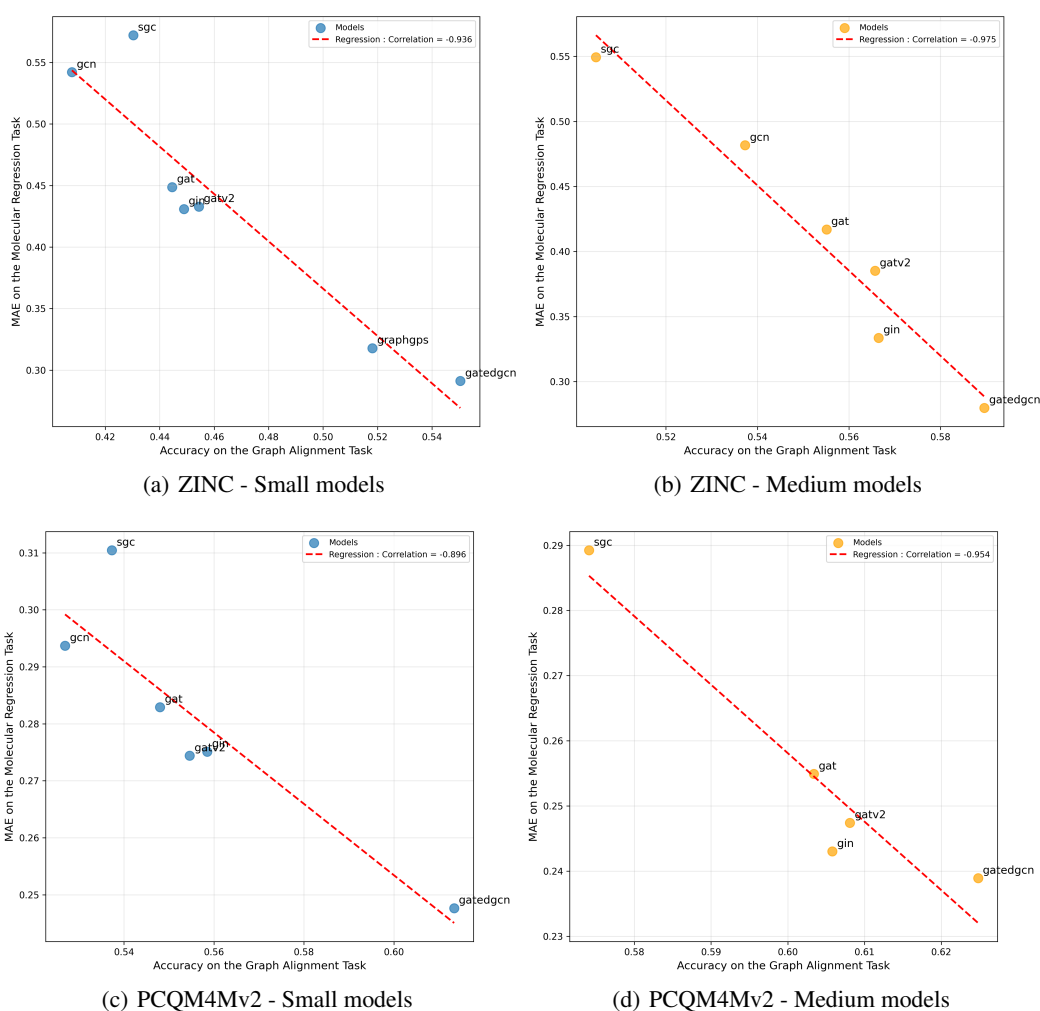 sgc
gcn
gat
gin
gatv2
graphgps
gatedgcn
Models
Regression : Correlation = -0.936
MAE on the Molecular Regression Task
0.55
0.50
0.45
0.40
0.35
0.30
0.42 0.44 0.46 0.48 0.50 0.52 0.54
Accuracy on the Graph Alignment Task
(a) ZINC - Small models
sgc
gcn
gat
gatv2
gin
gatedgcn
Models
Regression : Correlation = -0.975
MAE on the Molecular Regression Task
0.55
0.50
0.45
0.40
0.35
0.30
0.52 0.54 0.56 0.58
Accuracy on the Graph Alignment Task
(b) ZINC - Medium models
sgc
gcn
gat
gin
gatv2
gatedgcn
Models
Regression : Correlation = -0.896
MAE on the Molecular Regression Task
0.31
0.30
0.29
0.28
0.27
0.26
0.25
0.54 0.56 0.58 0.60
Accuracy on the Graph Alignment Task
(c) PCQM4Mv2 - Small models
sgc
gat
gatv2
gin
gatedgcn
Models
Regression : Correlation = -0.954
MAE on the Molecular Regression Task
0.29
0.28
0.27
0.26
0.25
0.24
0.23
0.58 0.59 0.60 0.61 0.62
Accuracy on the Graph Alignment Task
(d) PCQM4Mv2 - Medium models